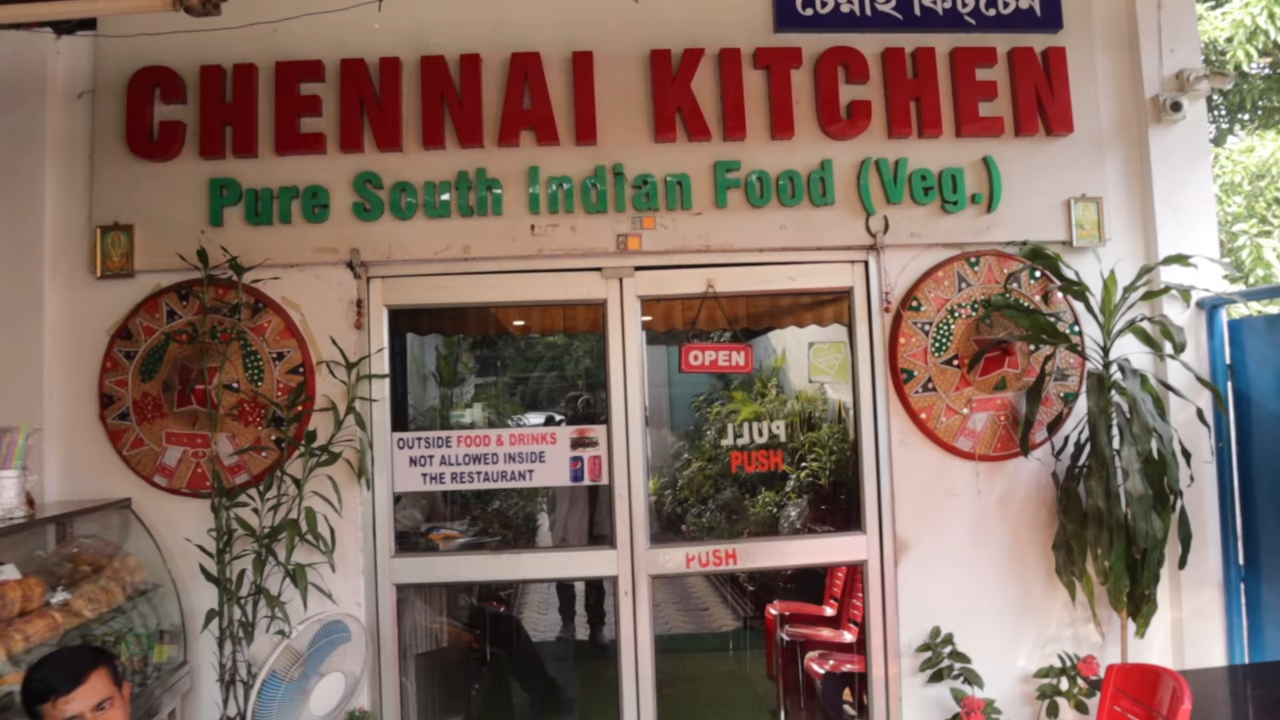 চেন্নাই কিট্চেন
CHENNAI KITCHEN
Pure South Indian Food (Veg.)
OPEN
PULL
PUSH
OUTSIDE FOOD & DRINKS
NOT ALLOWED INSIDE
THE RESTAURANT
PUSH